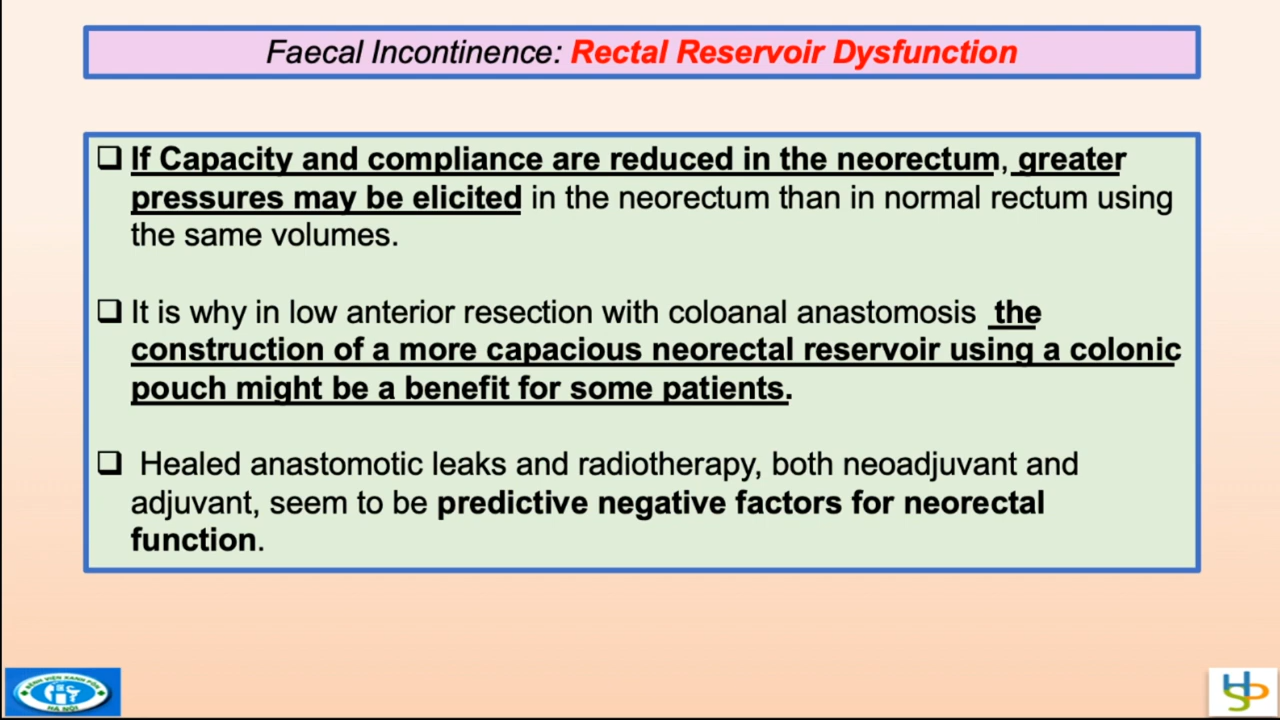 Faecal Incontinence: Rectal Reservoir Dysfunction
If Capacity and compliance are reduced in the neorectum, greater
pressures may be elicited in the neorectum than in normal rectum using
the same volumes.
It is why in low anterior resection with coloanal anastomosis the
construction of a more capacious neorectal reservoir using a colonic
pouch might be a benefit for some patients.
Healed anastomotic leaks and radiotherapy, both neoadjuvant and
adjuvant, seem to be predictive negative factors for neorectal
function.
HÀ NỘI